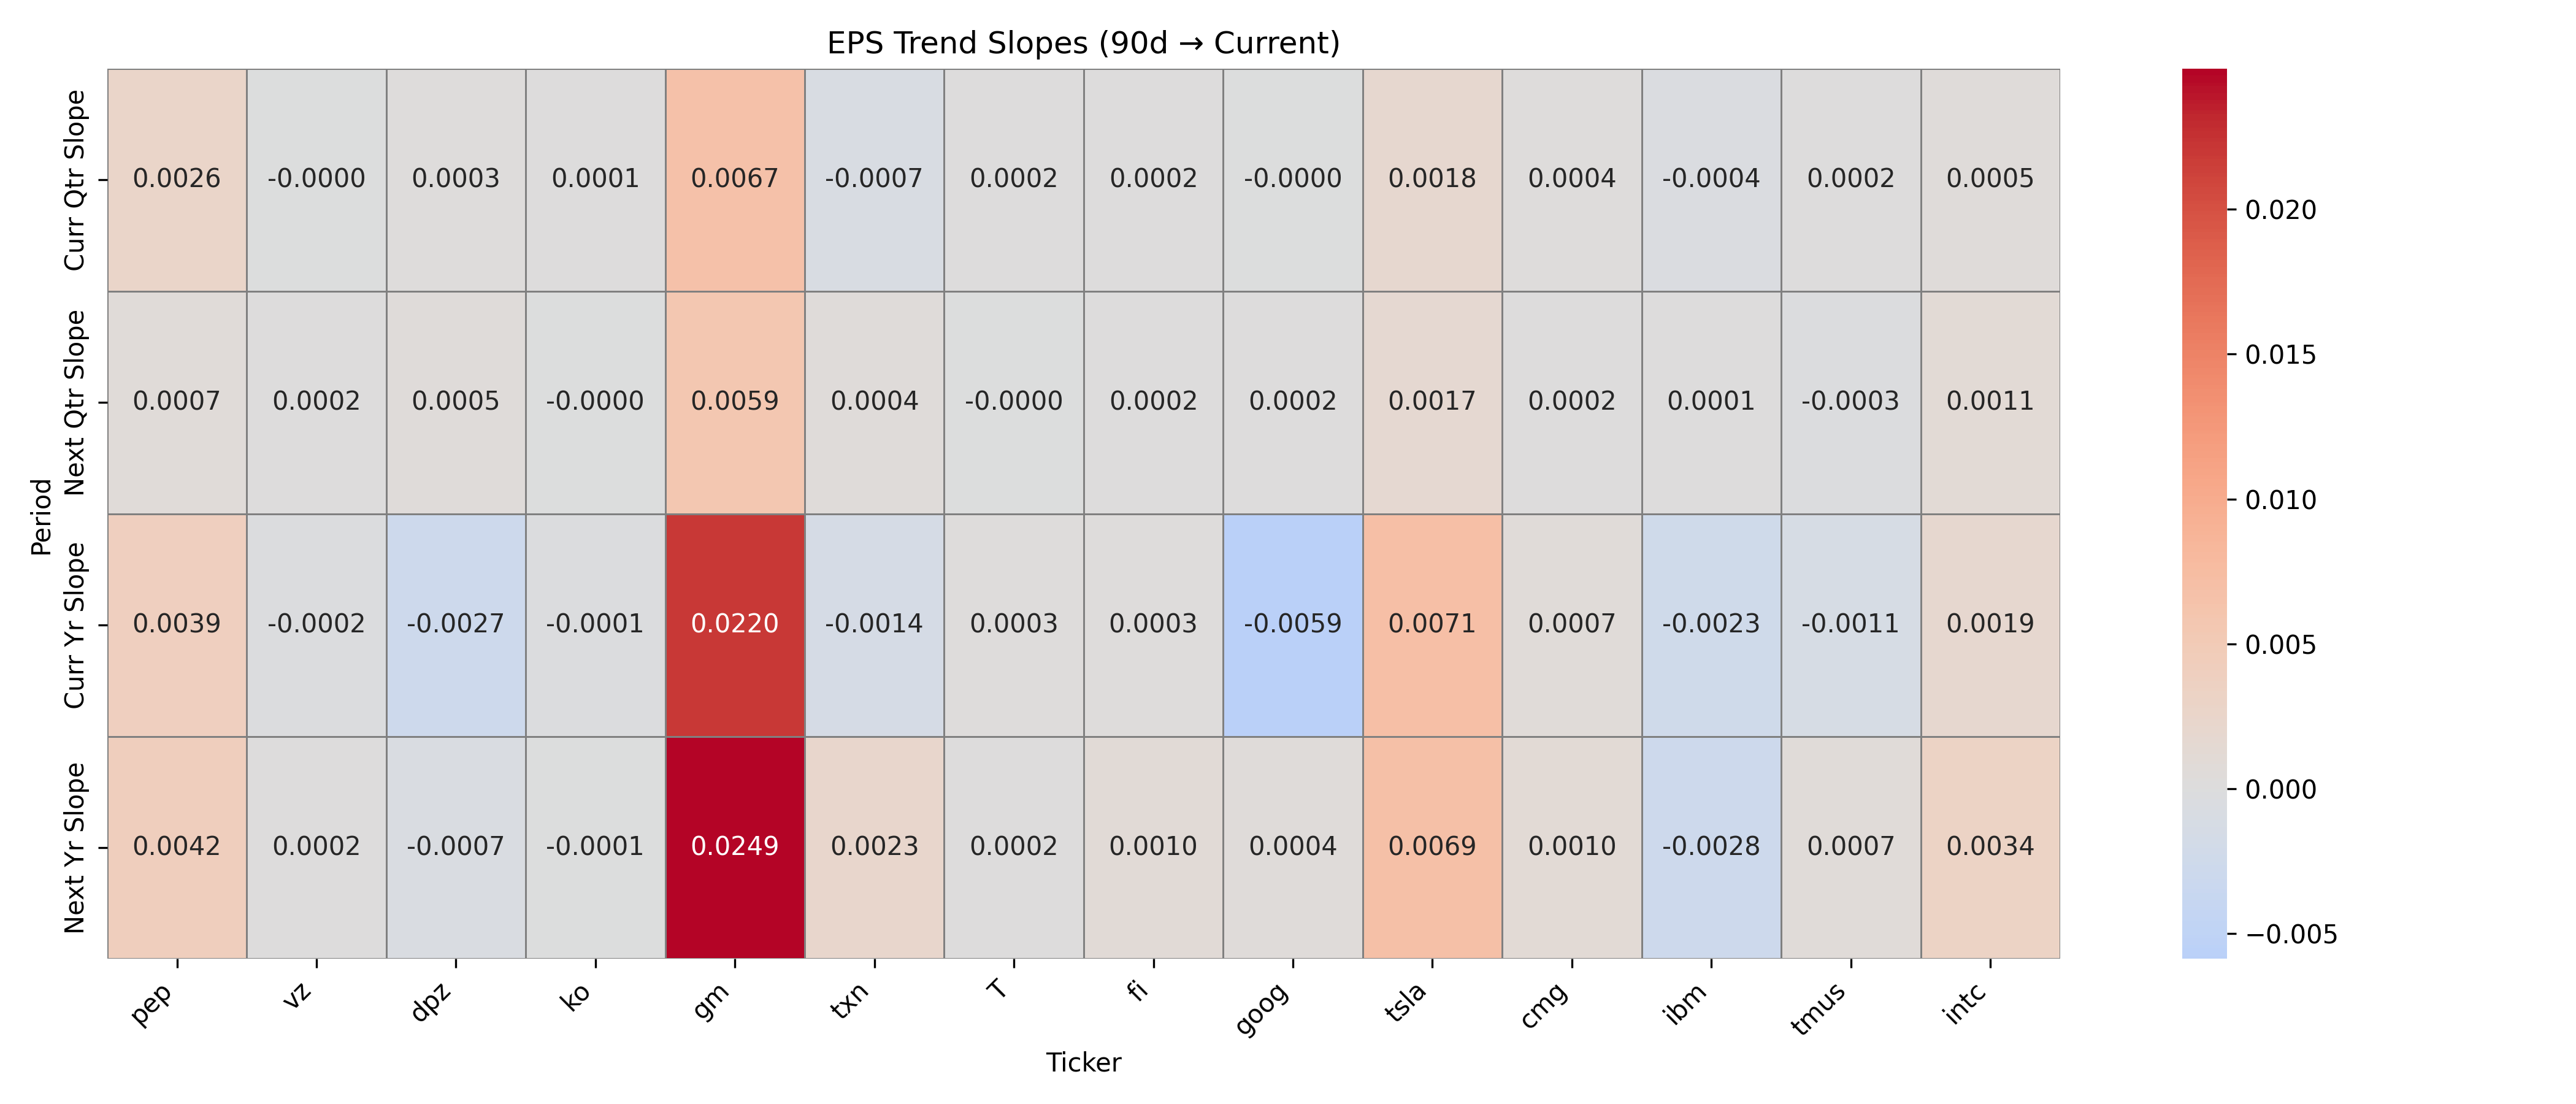 EPS Trend Slopes (90d → Current)
Period
Curr Qtr Slope
0.0026 -0.0000 0.0003 0.0001 0.0067 -0.0007 0.0002 0.0002 -0.0000 0.0018 0.0004 -0.0004 0.0002 0.0005
Next Qtr Slope
0.0007 0.0002 0.0005 -0.0000 0.0059 0.0004 -0.0000 0.0002 0.0002 0.0017 0.0002 0.0001 -0.0003 0.0011
Curr Yr Slope
0.0039 -0.0002 -0.0027 -0.0001 0.0220 -0.0014 0.0003 0.0003 -0.0059 0.0071 0.0007 -0.0023 -0.0011 0.0019
Next Yr Slope
0.0042 0.0002 -0.0007 -0.0001 0.0249 0.0023 0.0002 0.0010 0.0004 0.0069 0.0010 -0.0028 0.0007 0.0034
pep vz dpz ko gm txn T fi goog tsla cmg ibm tmus intc
Ticker
0.020
0.015
0.010
0.005
0.000
−0.005